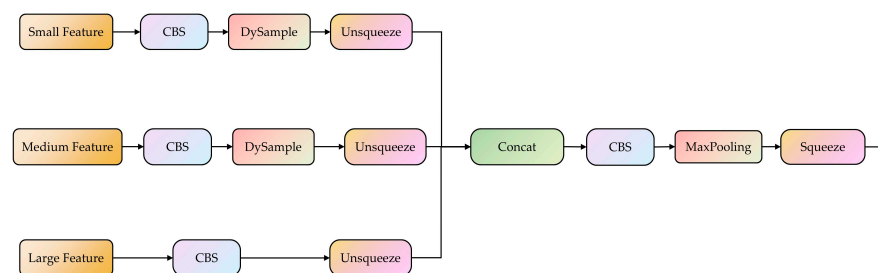 Small Feature CBS DySample Unsqueeze
Medium Feature CBS DySample Unsqueeze Concat CBS MaxPooling Squeeze
Large Feature CBS Unsqueeze